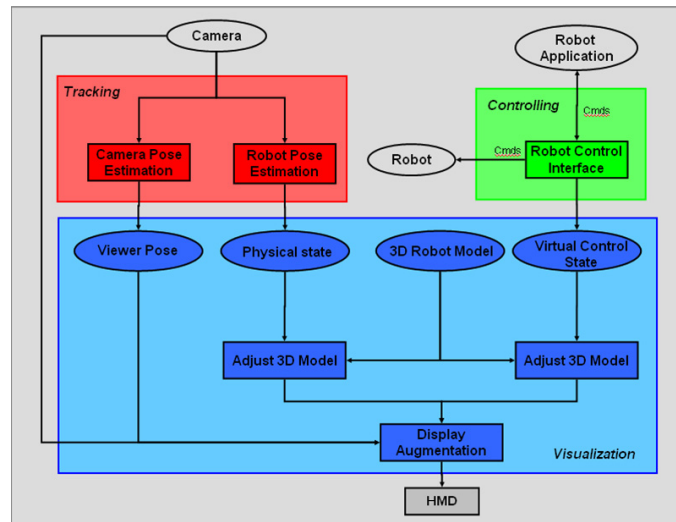 Camera
Robot
Application
Tracking
Controlling
Cmds
Camera Pose
Estimation
Robot Pose
Estimation
Robot
Cmds
Robot Control
Interface
Viewer Pose
Physical state
3D Robot Model
Virtual Control
State
Adjust 3D Model
Adjust 3D Model
Display
Augmentation
Visualization
HMD